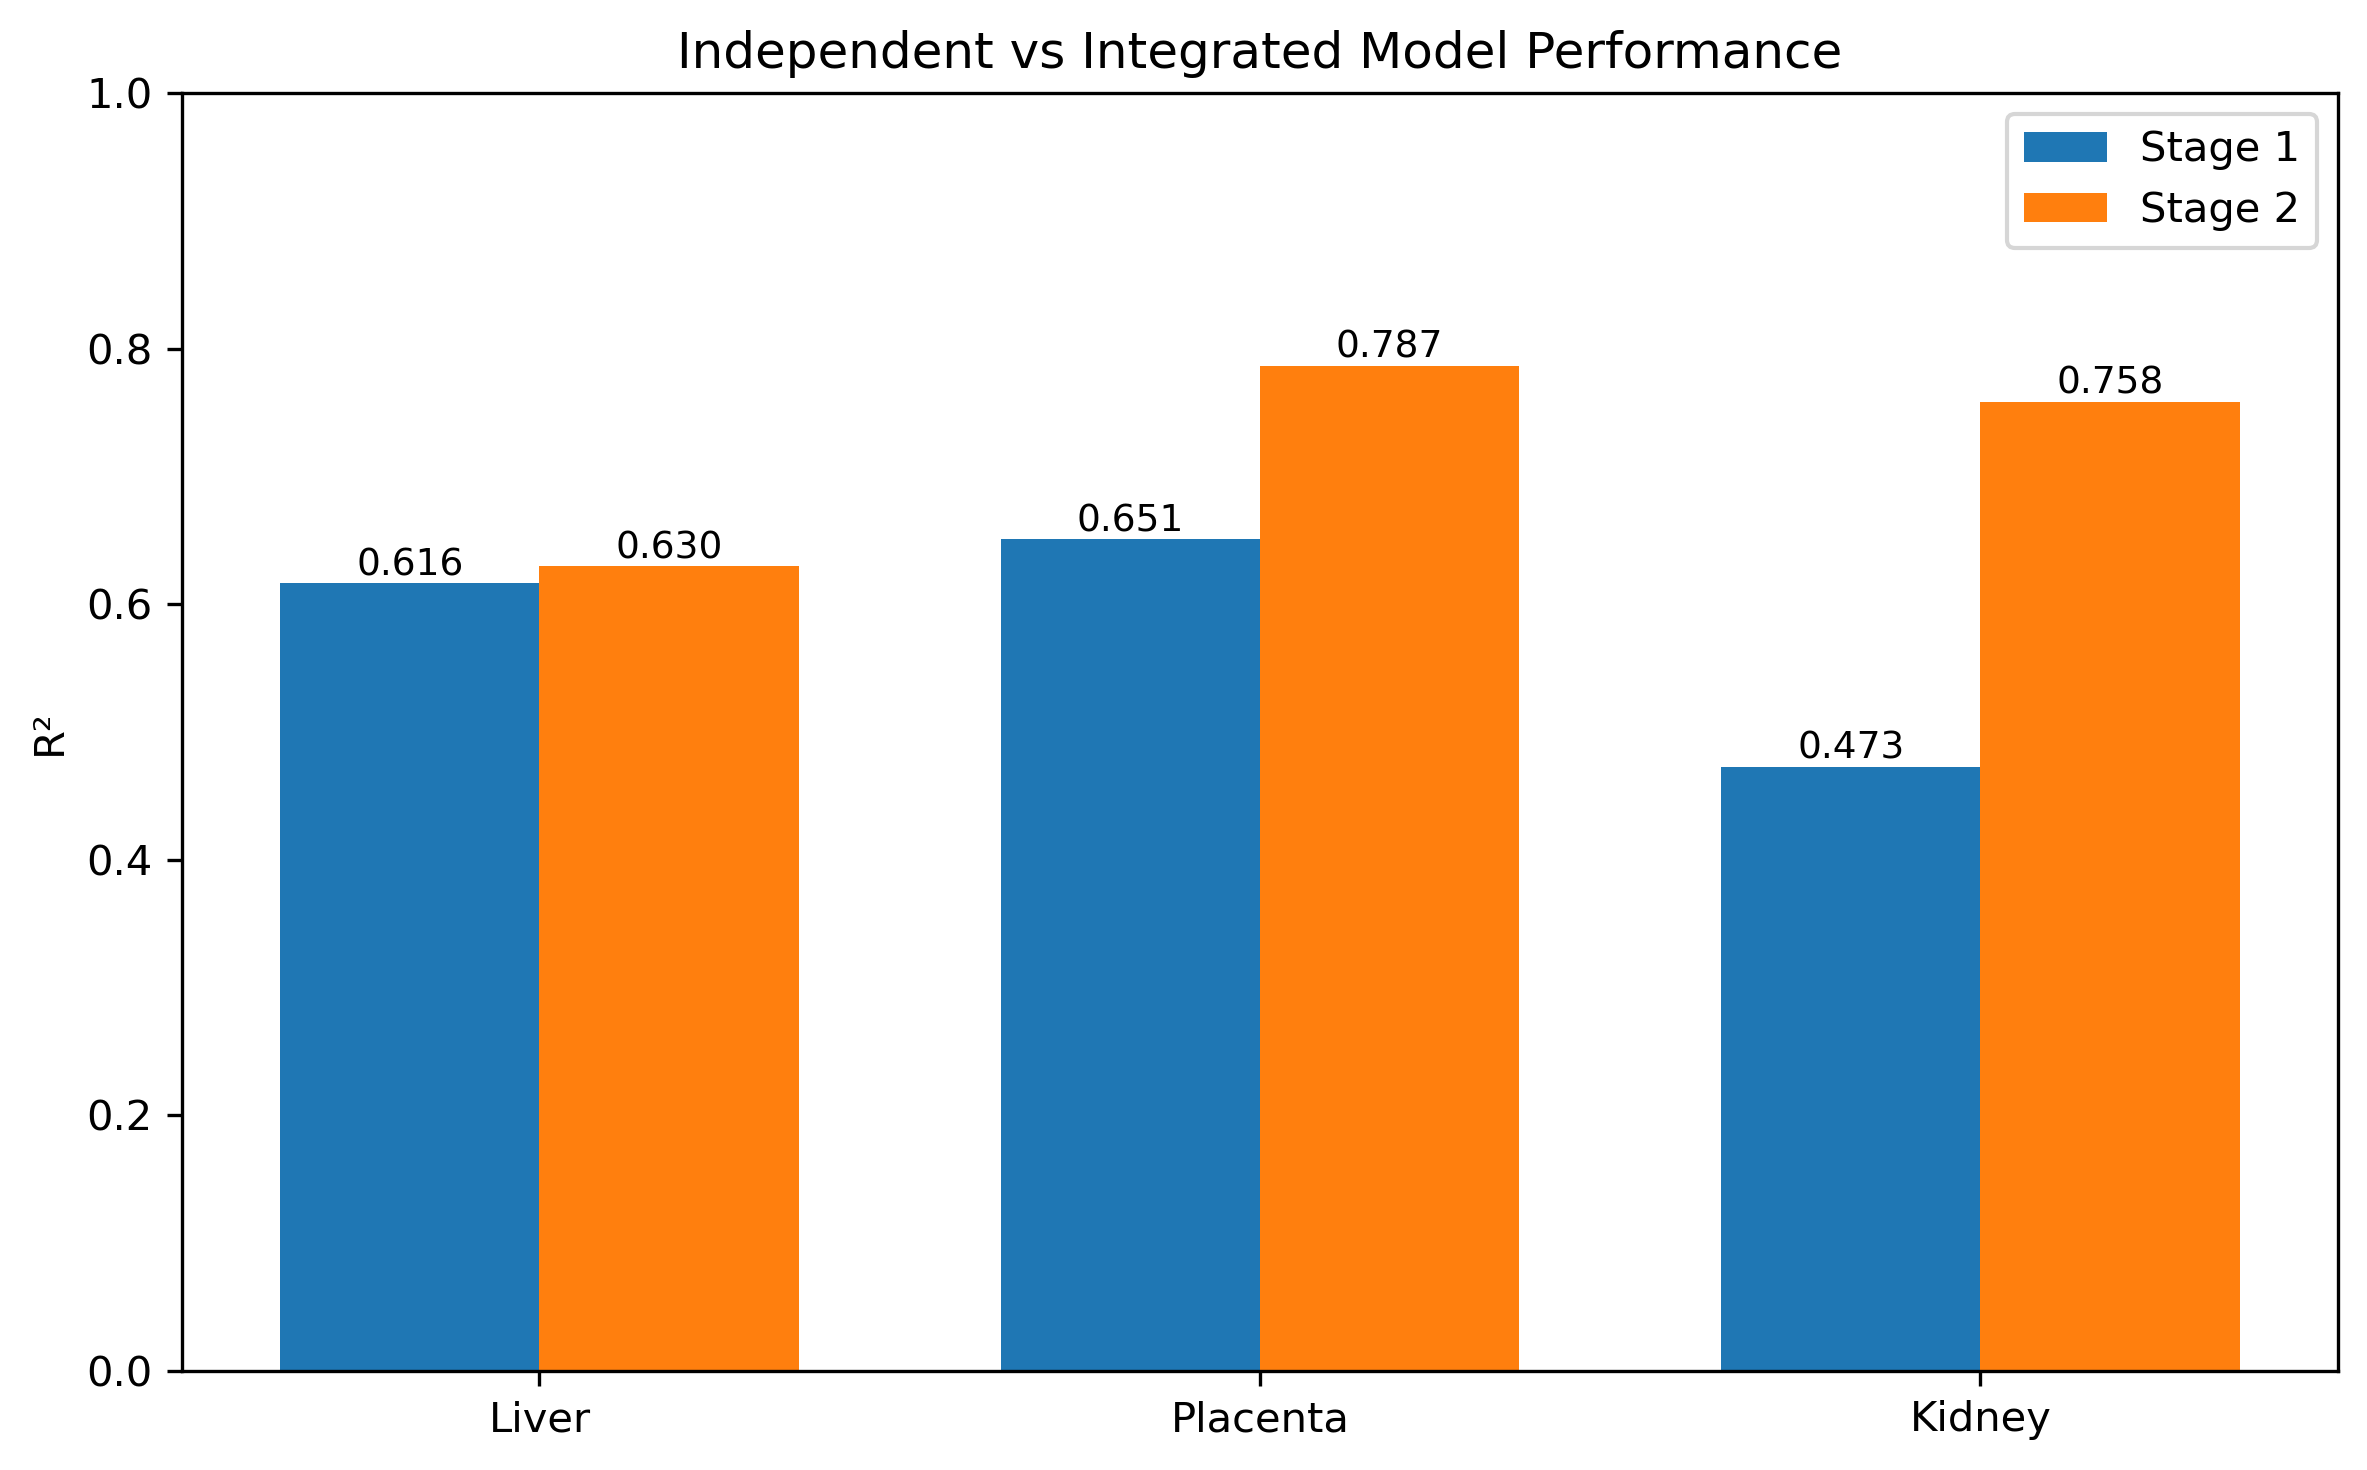 Independent vs Integrated Model Performance
1.0
0.8
0.6
0.4
0.2
0.0
R²
Stage 1
Stage 2
0.616
0.630
0.651
0.787
0.473
0.758
Liver
Placenta
Kidney